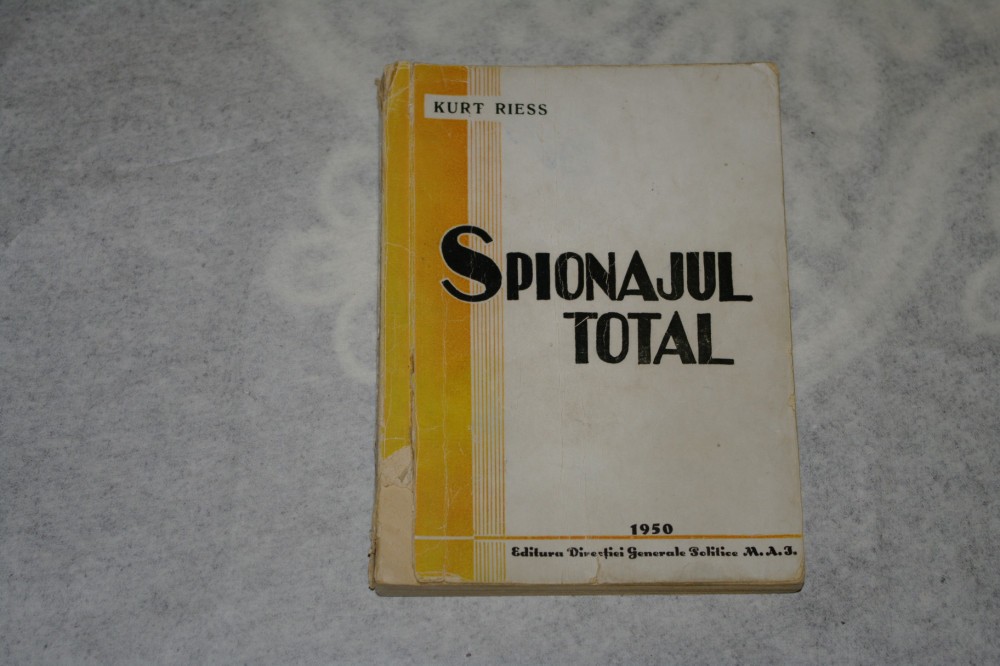 KURT RIESS
SPIONAJUL
TOTAL
1950
Editura Direcției Generale Politice M.A.I.